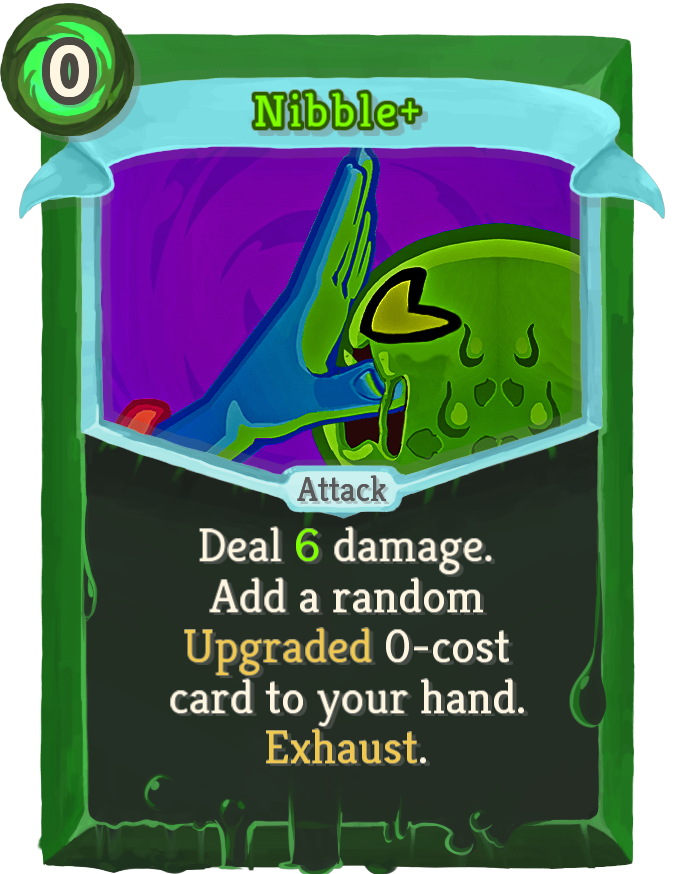 0
Nibble+
Attack
Deal 6 damage.
Add a random
Upgraded 0-cost
card to your hand.
Exhaust.